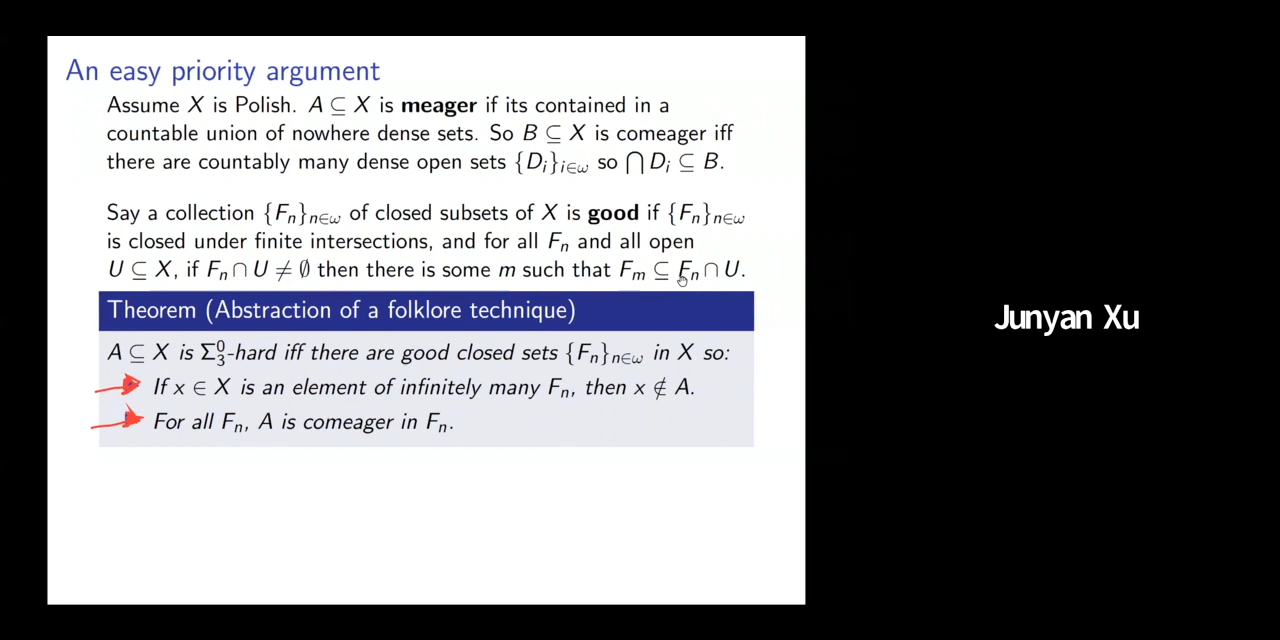 An easy priority argument
Assume X is Polish. A ⊆ X is meager if its contained in a
countable union of nowhere dense sets. So B ⊆ X is comeager iff
there are countably many dense open sets {D_i}_{i∈ω} so ⋂ D_i ⊆ B.
Say a collection {F_n}_{n∈ω} of closed subsets of X is good if {F_n}_{n∈ω}
is closed under finite intersections, and for all F_n and all open
U ⊆ X, if F_n ∩ U ≠ ∅ then there is some m such that F_m ⊆ F_n ∩ U.
Theorem (Abstraction of a folklore technique)
A ⊆ X is Σ^0_3-hard iff there are good closed sets {F_n}_{n∈ω} in X so:
If x ∈ X is an element of infinitely many F_n, then x ∉ A.
For all F_n, A is comeager in F_n.
Junyan Xu